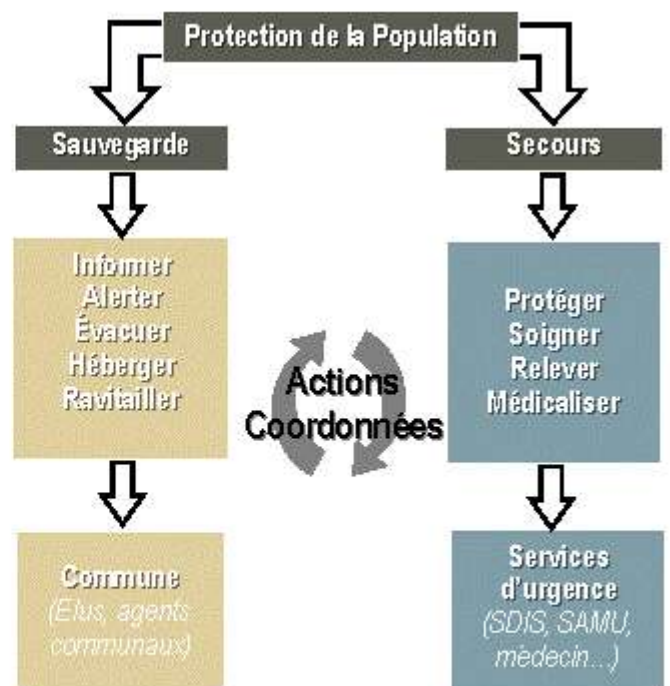 Protection de la Population
Sauvegarde
Secours
Informer
Alerter
Évacuer
Héberger
Ravitailler
Protéger
Soigner
Relever
Médicaliser
Actions
Coordonnées
Commune
(Elus, agents
communaux)
Services
d'urgence
(SDIS, SAMU,
médecin...)